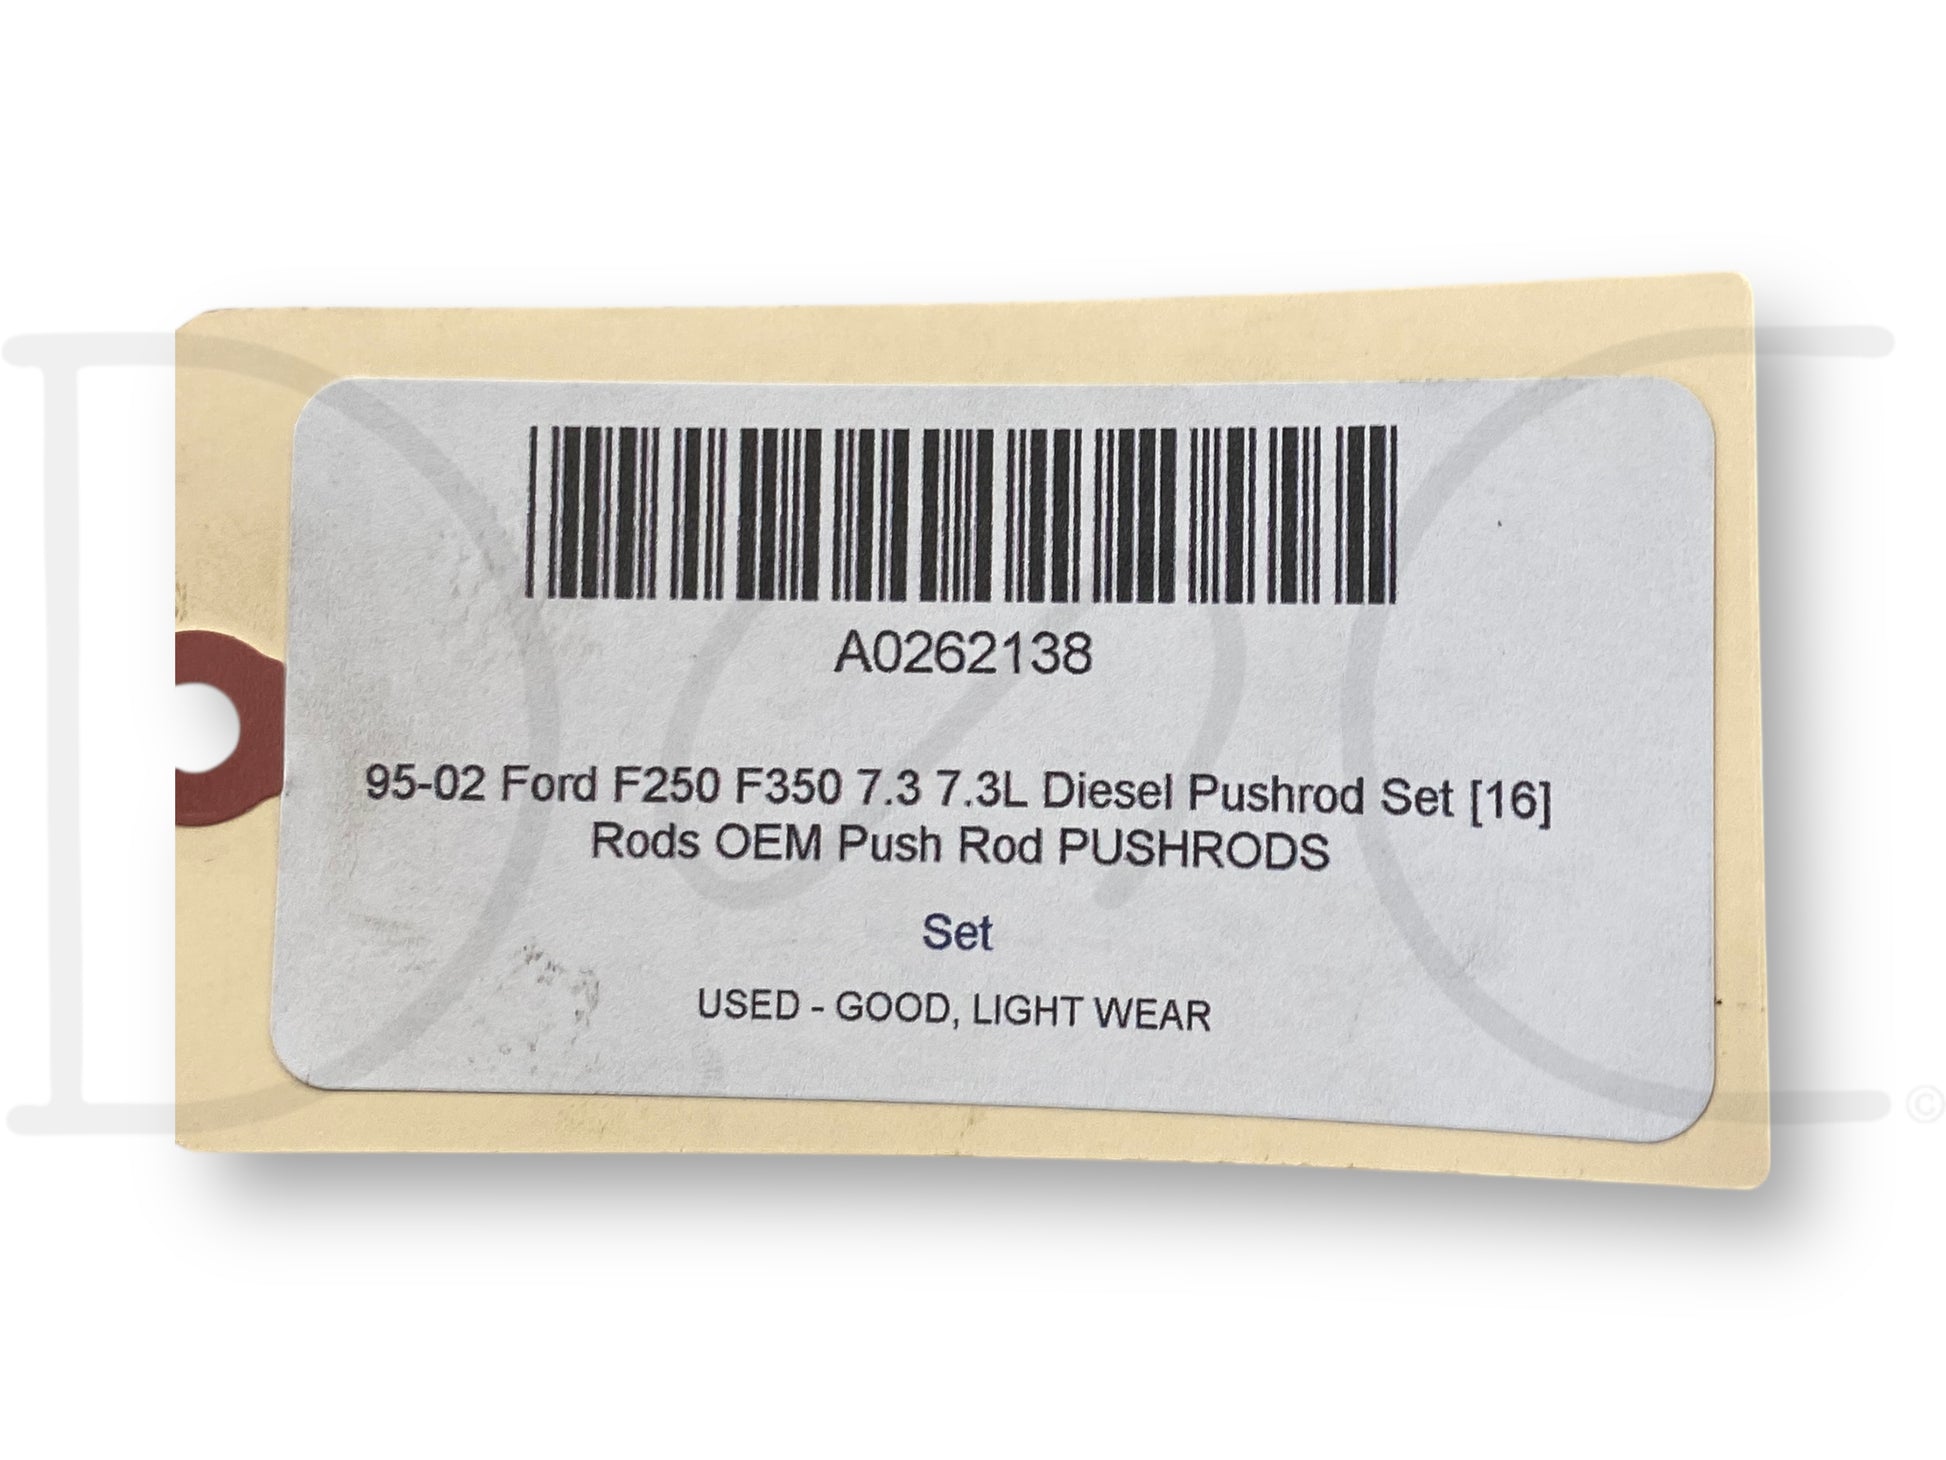 A0262138
95-02 Ford F250 F350 7.3 7.3L Diesel Pushrod Set [16]
Rods OEM Push Rod PUSHRODS
Set
USED - GOOD, LIGHT WEAR